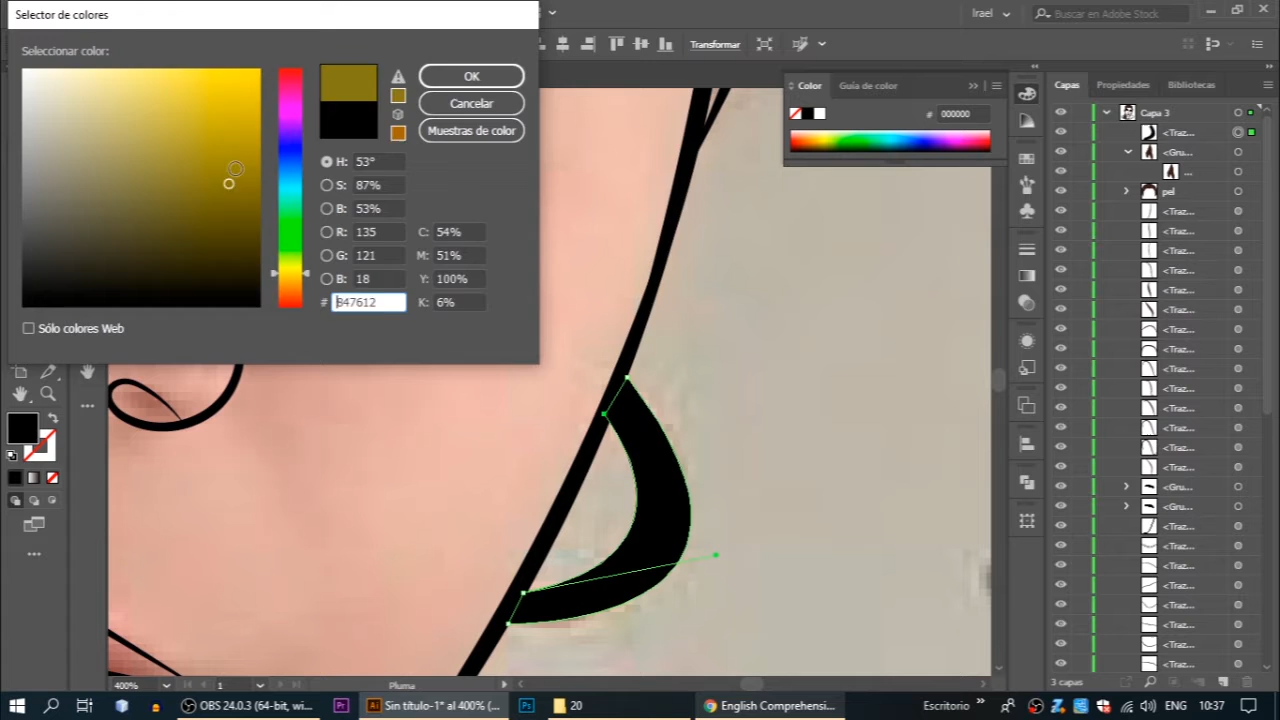 Selector de colores
Irael
Buscar en Adobe Stock
Seleccionar color:
OK
Cancelar
Muestras de color
H: 53°
S: 87%
B: 53%
R: 135
G: 121
B: 18
C: 54%
M: 51%
Y: 100%
K: 6%
# 847612
Sólo colores Web
Transformar
Color
Guía de color
# 000000
Capas
Propiedades
Bibliotecas
Capa 3
<Traz...
<Gru...
...
pel
<Traz...
<Traz...
<Traz...
<Traz...
<Traz...
<Traz...
<Traz...
<Traz...
<Traz...
<Traz...
<Traz...
<Traz...
<Traz...
<Traz...
<Gru...
<Gru...
<Traz...
<Traz...
<Traz...
<Traz...
<Traz...
<Traz...
<Traz...
<Traz...
3 capas
400%
1
Pluma
OBS 24.0.3 (64-bit, wi...
Sin título-1* al 400% (...
20
English Comprehensi...
Escritorio
ENG
10:37